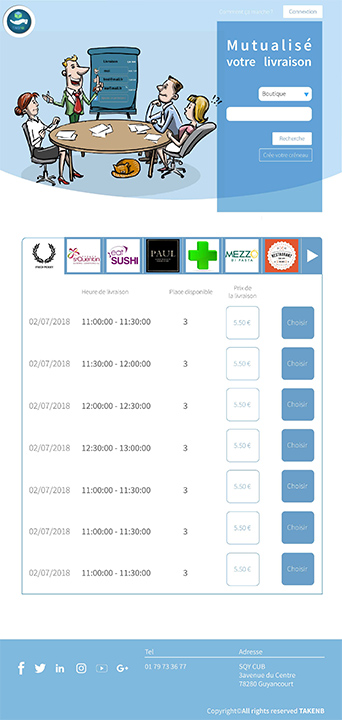 Connexion
Mutualisé
votre livraison
Boutique
Recherche
Crée votre créneau
FRED PERRY
StQuentin
eat
SUSHI
PAUL
MEZZO
DI PASTA
RESTAURANT
Heure de livraison
Place disponible
Prix de
la livraison
02/07/2018 11:00:00 - 11:30:00 3 5.50 € Choisir
02/07/2018 11:30:00 - 12:00:00 3 5.50 € Choisir
02/07/2018 12:00:00 - 12:30:00 3 5.50 € Choisir
02/07/2018 12:30:00 - 13:00:00 3 5.50 € Choisir
02/07/2018 11:00:00 - 11:30:00 3 5.50 € Choisir
02/07/2018 11:00:00 - 11:30:00 3 5.50 € Choisir
02/07/2018 11:00:00 - 11:30:00 3 5.50 € Choisir
Tel
01 79 73 36 77
Adresse
SQY CUB
3avenue du Centre
78280 Guyancourt
Copyright©All rights reserved TAKENB